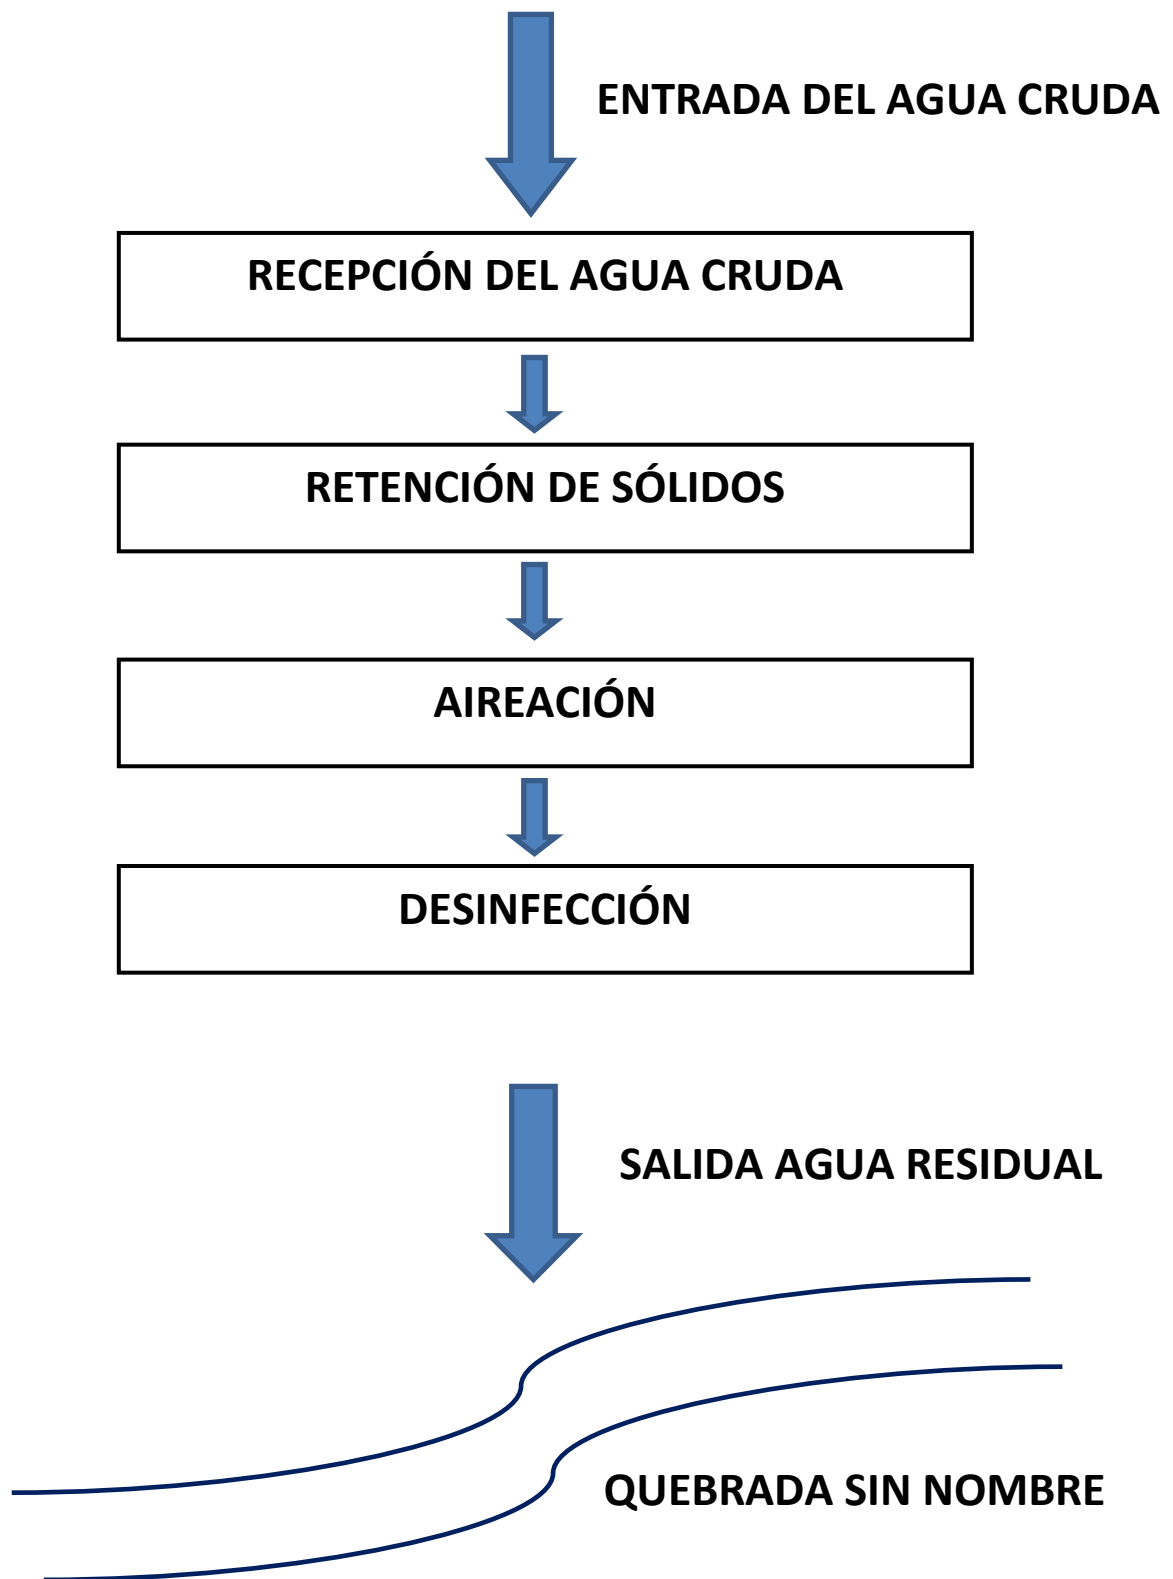 ENTRADA DEL AGUA CRUDA
RECEPCIÓN DEL AGUA CRUDA
RETENCIÓN DE SÓLIDOS
AIREACIÓN
DESINFECCIÓN
SALIDA AGUA RESIDUAL
QUEBRADA SIN NOMBRE